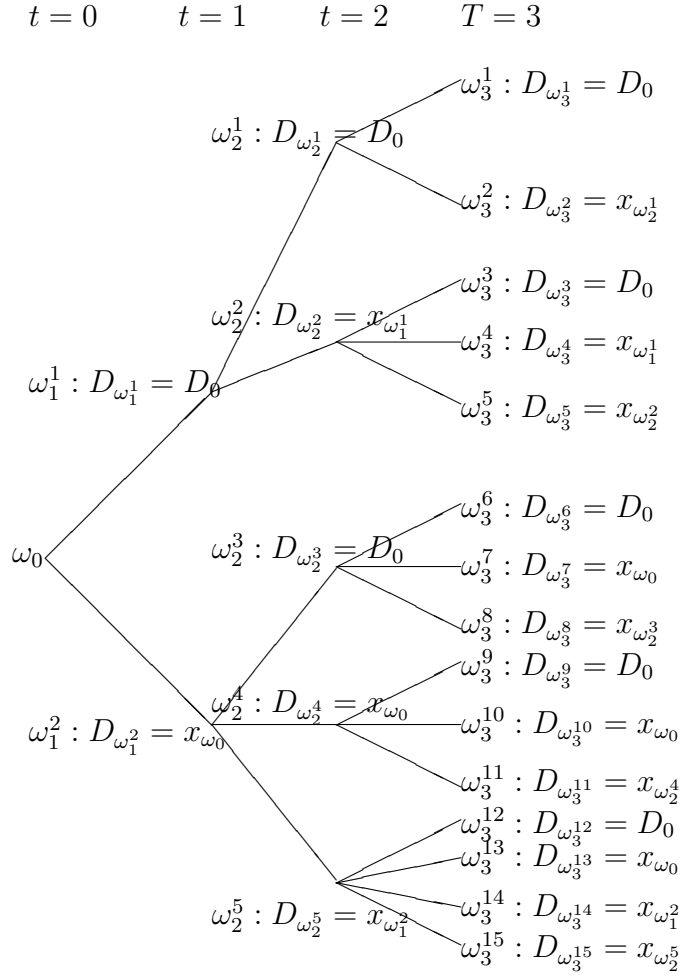 t = 0 t = 1 t = 2 T = 3
ω_3^1 : D_{ω_3^1} = D_0
ω_2^1 : D_{ω_2^1} = D_0
ω_3^2 : D_{ω_3^2} = x_{ω_2^1}
ω_3^3 : D_{ω_3^3} = D_0
ω_2^2 : D_{ω_2^2} = x_{ω_1^1}
ω_3^4 : D_{ω_3^4} = x_{ω_1^1}
ω_1^1 : D_{ω_1^1} = D_0
ω_3^5 : D_{ω_3^5} = x_{ω_2^2}
ω_3^6 : D_{ω_3^6} = D_0
ω_2^3 : D_{ω_2^3} = D_0
ω_0
ω_3^7 : D_{ω_3^7} = x_{ω_0}
ω_3^8 : D_{ω_3^8} = x_{ω_2^3}
ω_3^9 : D_{ω_3^9} = D_0
ω_2^4 : D_{ω_2^4} = x_{ω_0}
ω_3^{10} : D_{ω_3^{10}} = x_{ω_0}
ω_1^2 : D_{ω_1^2} = x_{ω_0}
ω_3^{11} : D_{ω_3^{11}} = x_{ω_2^4}
ω_3^{12} : D_{ω_3^{12}} = D_0
ω_3^{13} : D_{ω_3^{13}} = x_{ω_0}
ω_3^{14} : D_{ω_3^{14}} = x_{ω_1^2}
ω_2^5 : D_{ω_2^5} = x_{ω_1^2}
ω_3^{15} : D_{ω_3^{15}} = x_{ω_2^5}